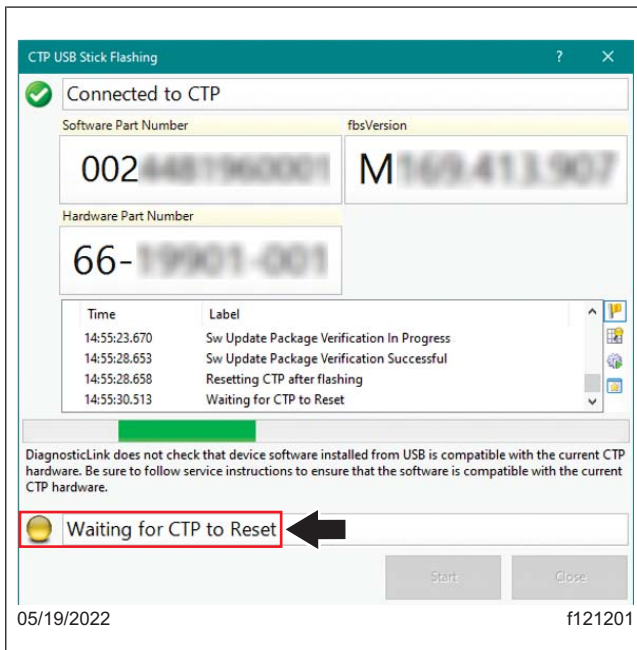 CTP USB Stick Flashing ? ×
Connected to CTP
Software Part Number fbsVersion
002 M
Hardware Part Number
66-
Time Label
14:55:23.670 Sw Update Package Verification In Progress
14:55:28.653 Sw Update Package Verification Successful
14:55:28.658 Resetting CTP after flashing
14:55:30.513 Waiting for CTP to Reset
DiagnosticLink does not check that device software installed from USB is compatible with the current CTP
hardware. Be sure to follow service instructions to ensure that the software is compatible with the current
CTP hardware.
Waiting for CTP to Reset
Start Close
05/19/2022 f121201